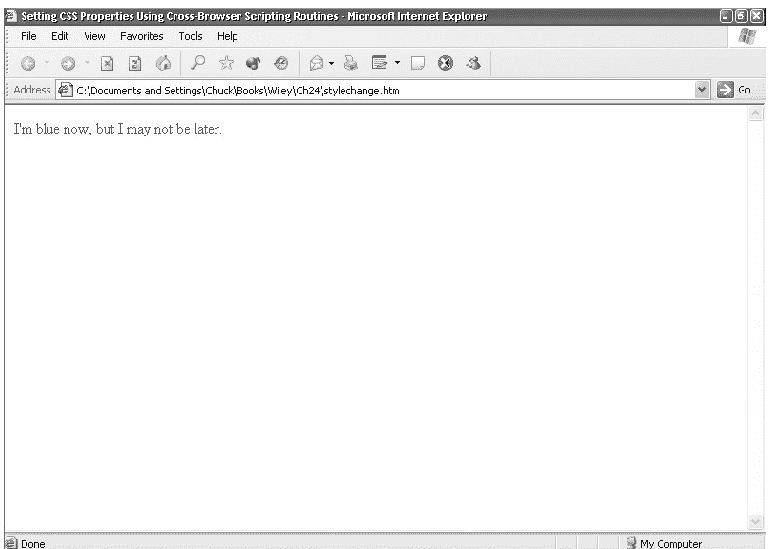 Setting CSS Properties Using Cross-Browser Scripting Routines - Microsoft Internet Explorer
File Edit View Favorites Tools Help
Address C:\Documents and Settings\Chuck\Books\Wiey\Ch24\stylechange.htm Go
I'm blue now, but I may not be later.
Done My Computer